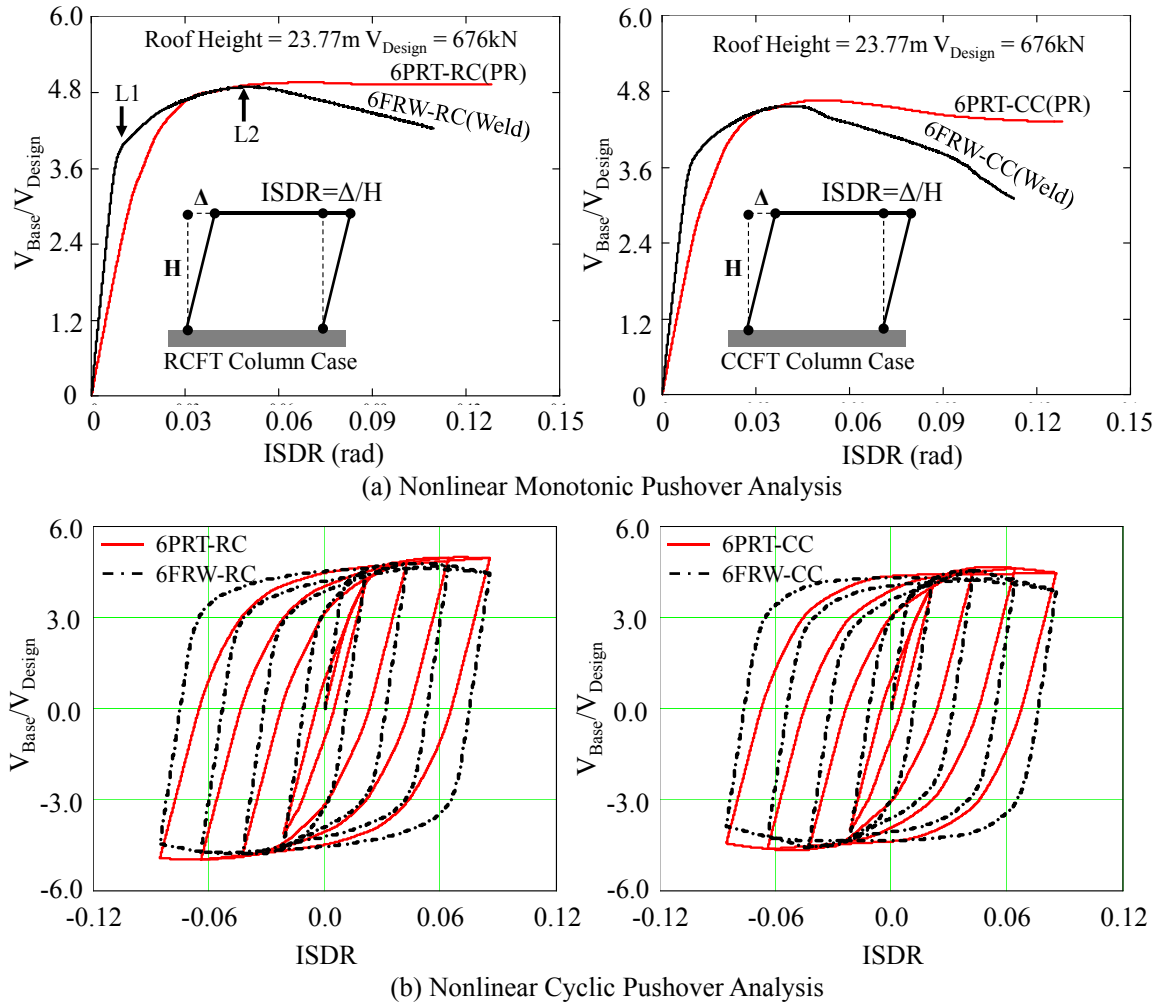 6.0
4.8
3.6
2.4
1.2
0
V_Base/V_Design
Roof Height = 23.77m V_Design = 676kN
6PRT-RC(PR)
6FRW-RC(Weld)
L1
L2
Δ
ISDR=Δ/H
H
RCFT Column Case
0 0.03 0.06 0.09 0.12 0.15
ISDR (rad)
6.0
4.8
3.6
2.4
1.2
0
V_Base/V_Design
Roof Height = 23.77m V_Design = 676kN
6PRT-CC(PR)
6FRW-CC(Weld)
Δ
ISDR=Δ/H
H
CCFT Column Case
0 0.03 0.06 0.09 0.12 0.15
ISDR (rad)
(a) Nonlinear Monotonic Pushover Analysis
6.0
3.0
0.0
-3.0
-6.0
V_Base/V_Design
6PRT-RC
6FRW-RC
-0.12 -0.06 0.0 0.06 0.12
ISDR
6.0
3.0
0.0
-3.0
-6.0
V_Base/V_Design
6PRT-CC
6FRW-CC
-0.12 -0.06 0.0 0.06 0.12
ISDR
(b) Nonlinear Cyclic Pushover Analysis